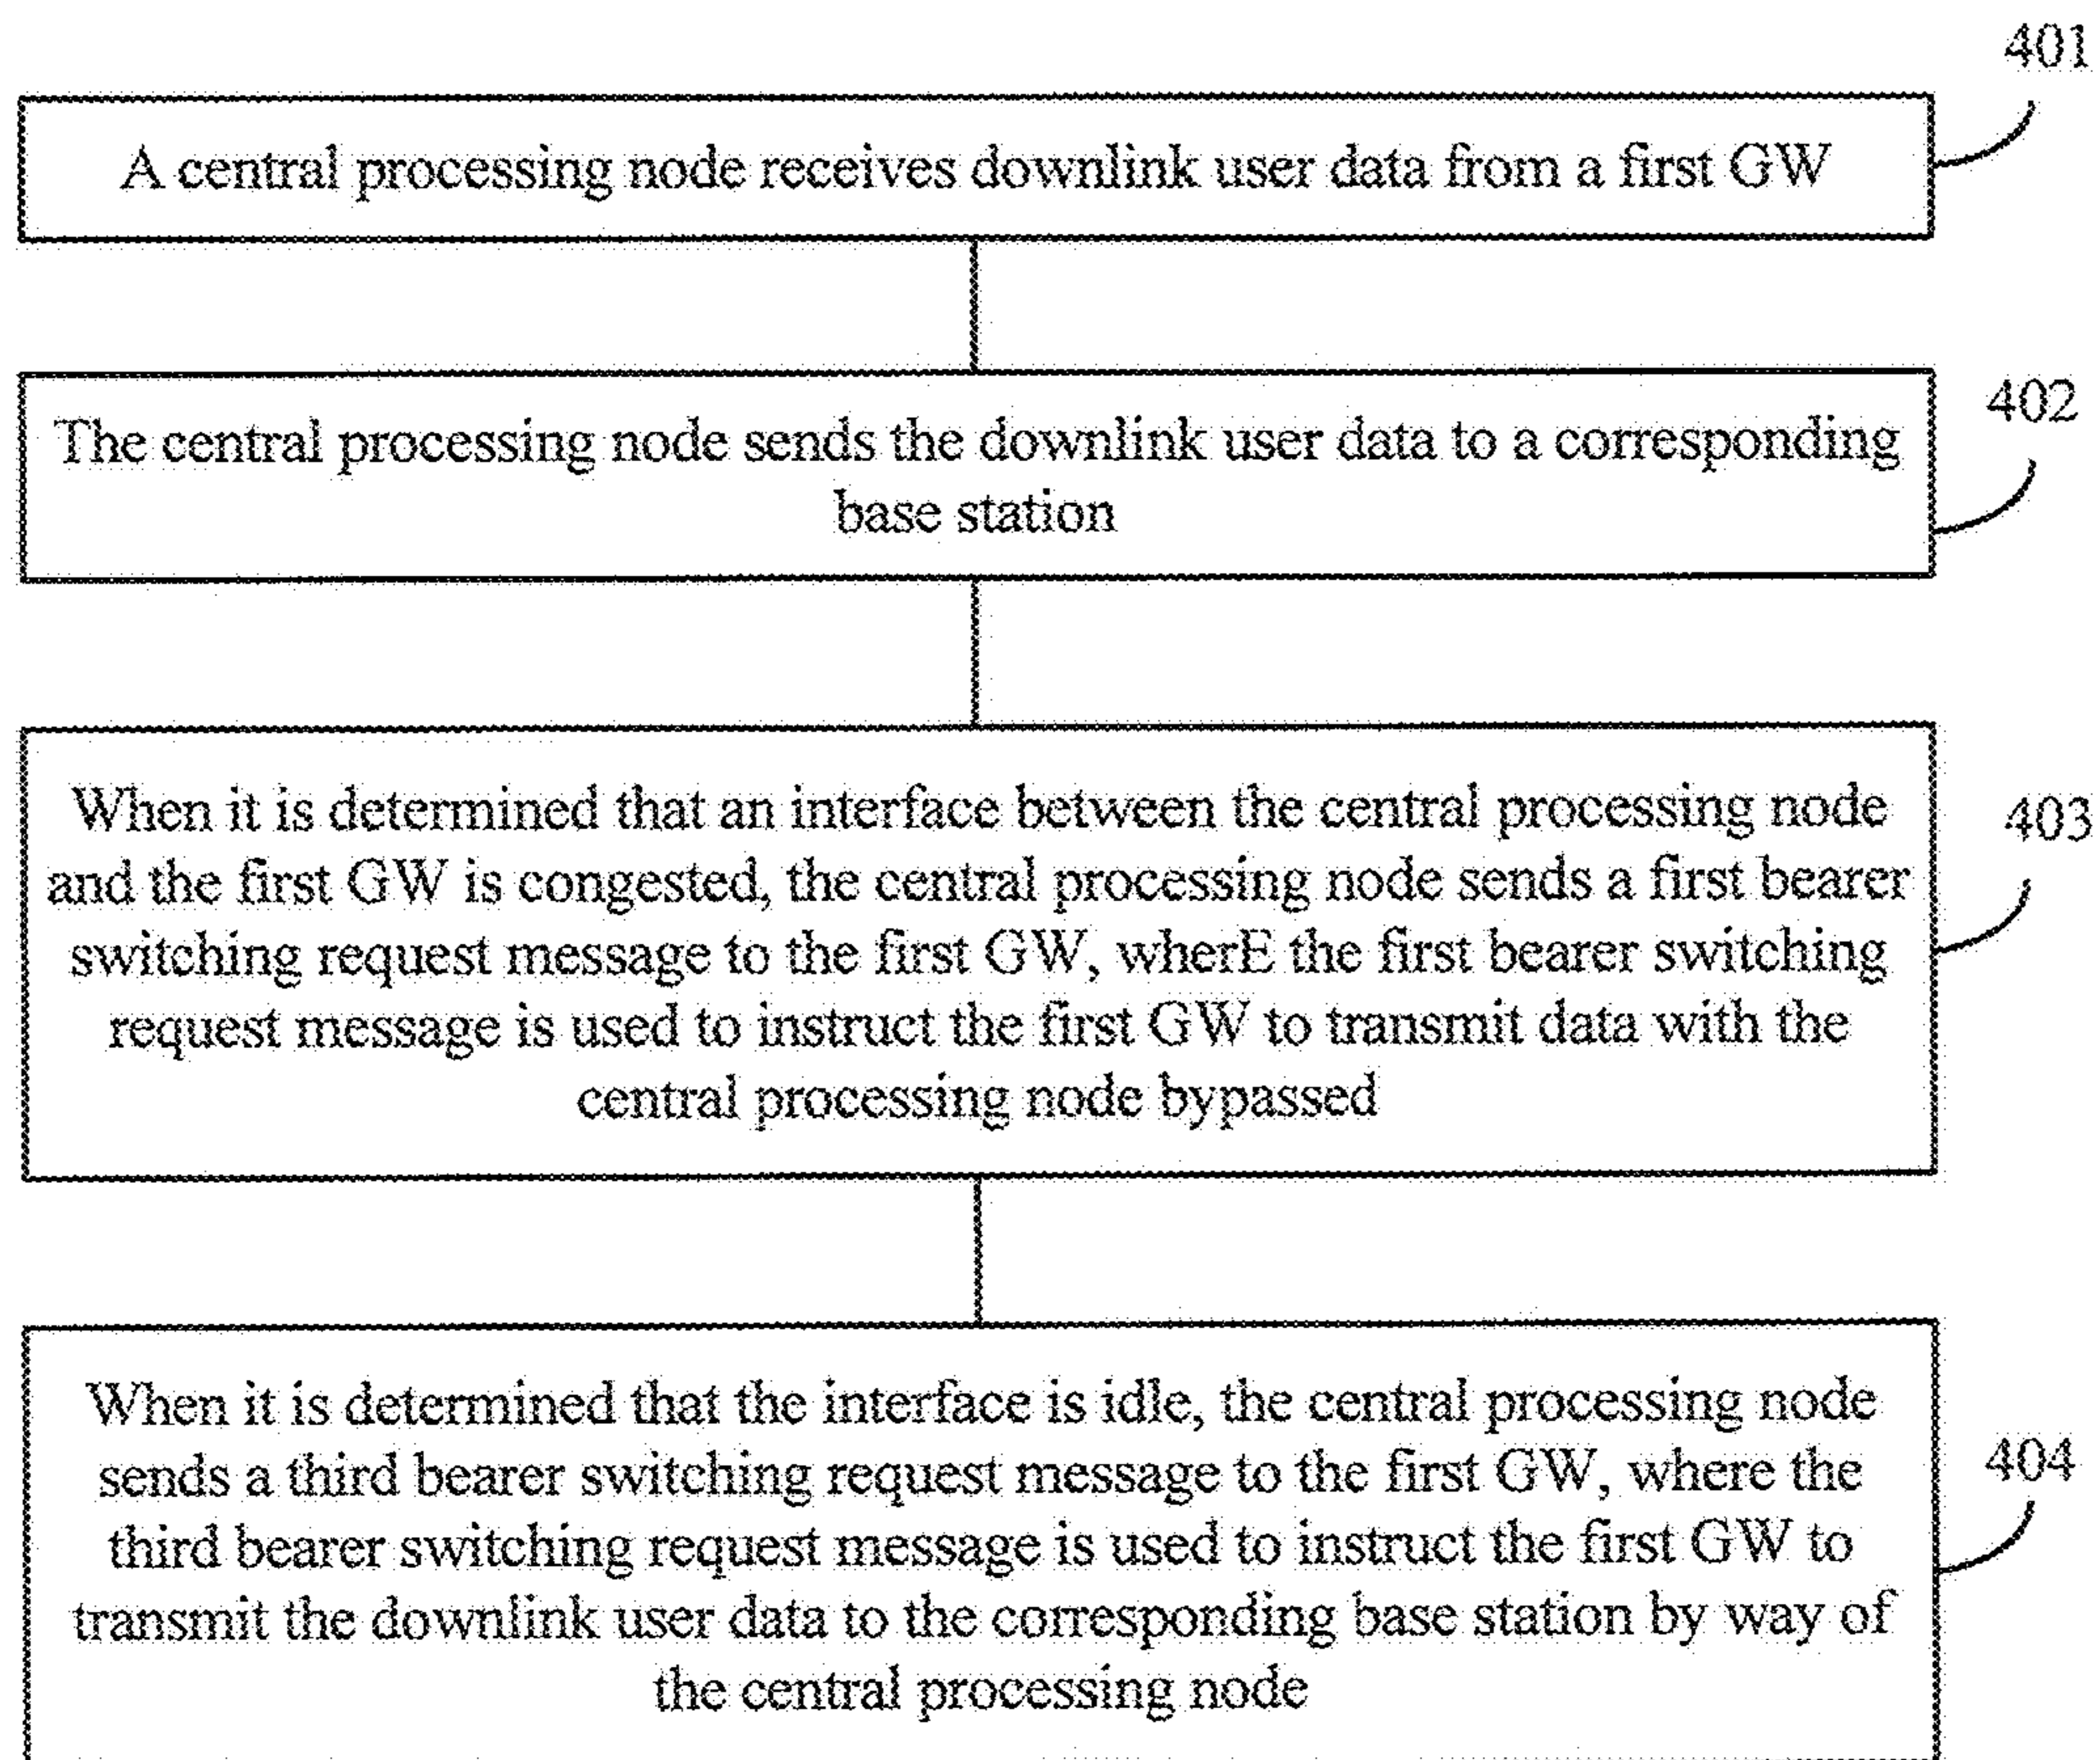 401
A central processing node receives downlink user data from a first GW
402
The central processing node sends the downlink user data to a corresponding
base station
403
When it is determined that an interface between the central processing node
and the first GW is congested, the central processing node sends a first bearer
switching request message to the first GW, wherE the first bearer switching
request message is used to instruct the first GW to transmit data with the
central processing node bypassed
404
When it is determined that the interface is idle, the central processing node
sends a third bearer switching request message to the first GW, where the
third bearer switching request message is used to instruct the first GW to
transmit the downlink user data to the corresponding base station by way of
the central processing node